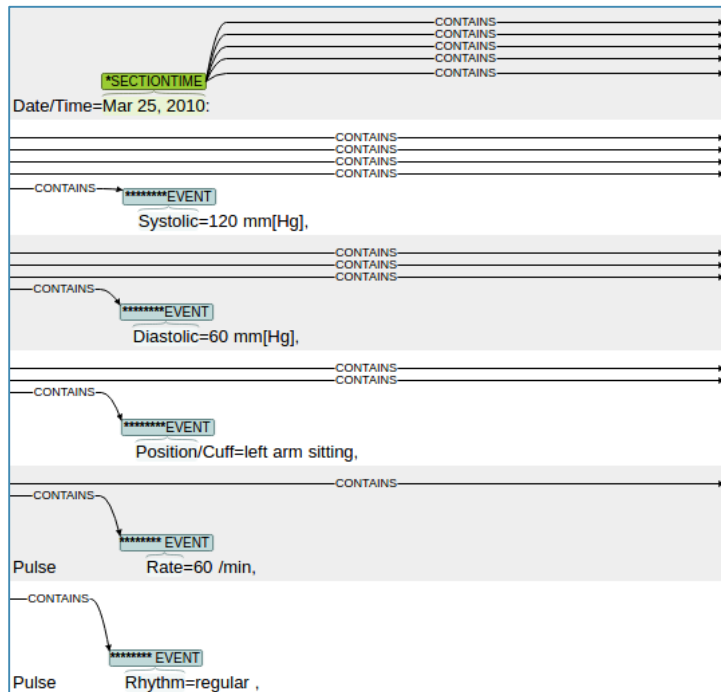 CONTAINS
CONTAINS
CONTAINS
CONTAINS
CONTAINS
*SECTIONTIME
Date/Time=Mar 25, 2010:
CONTAINS
CONTAINS
CONTAINS
CONTAINS
CONTAINS
********EVENT
Systolic=120 mm[Hg],
CONTAINS
CONTAINS
CONTAINS
CONTAINS
********EVENT
Diastolic=60 mm[Hg],
CONTAINS
CONTAINS
CONTAINS
********EVENT
Position/Cuff=left arm sitting,
CONTAINS
CONTAINS
******** EVENT
Pulse Rate=60 /min,
CONTAINS
******** EVENT
Pulse Rhythm=regular ,